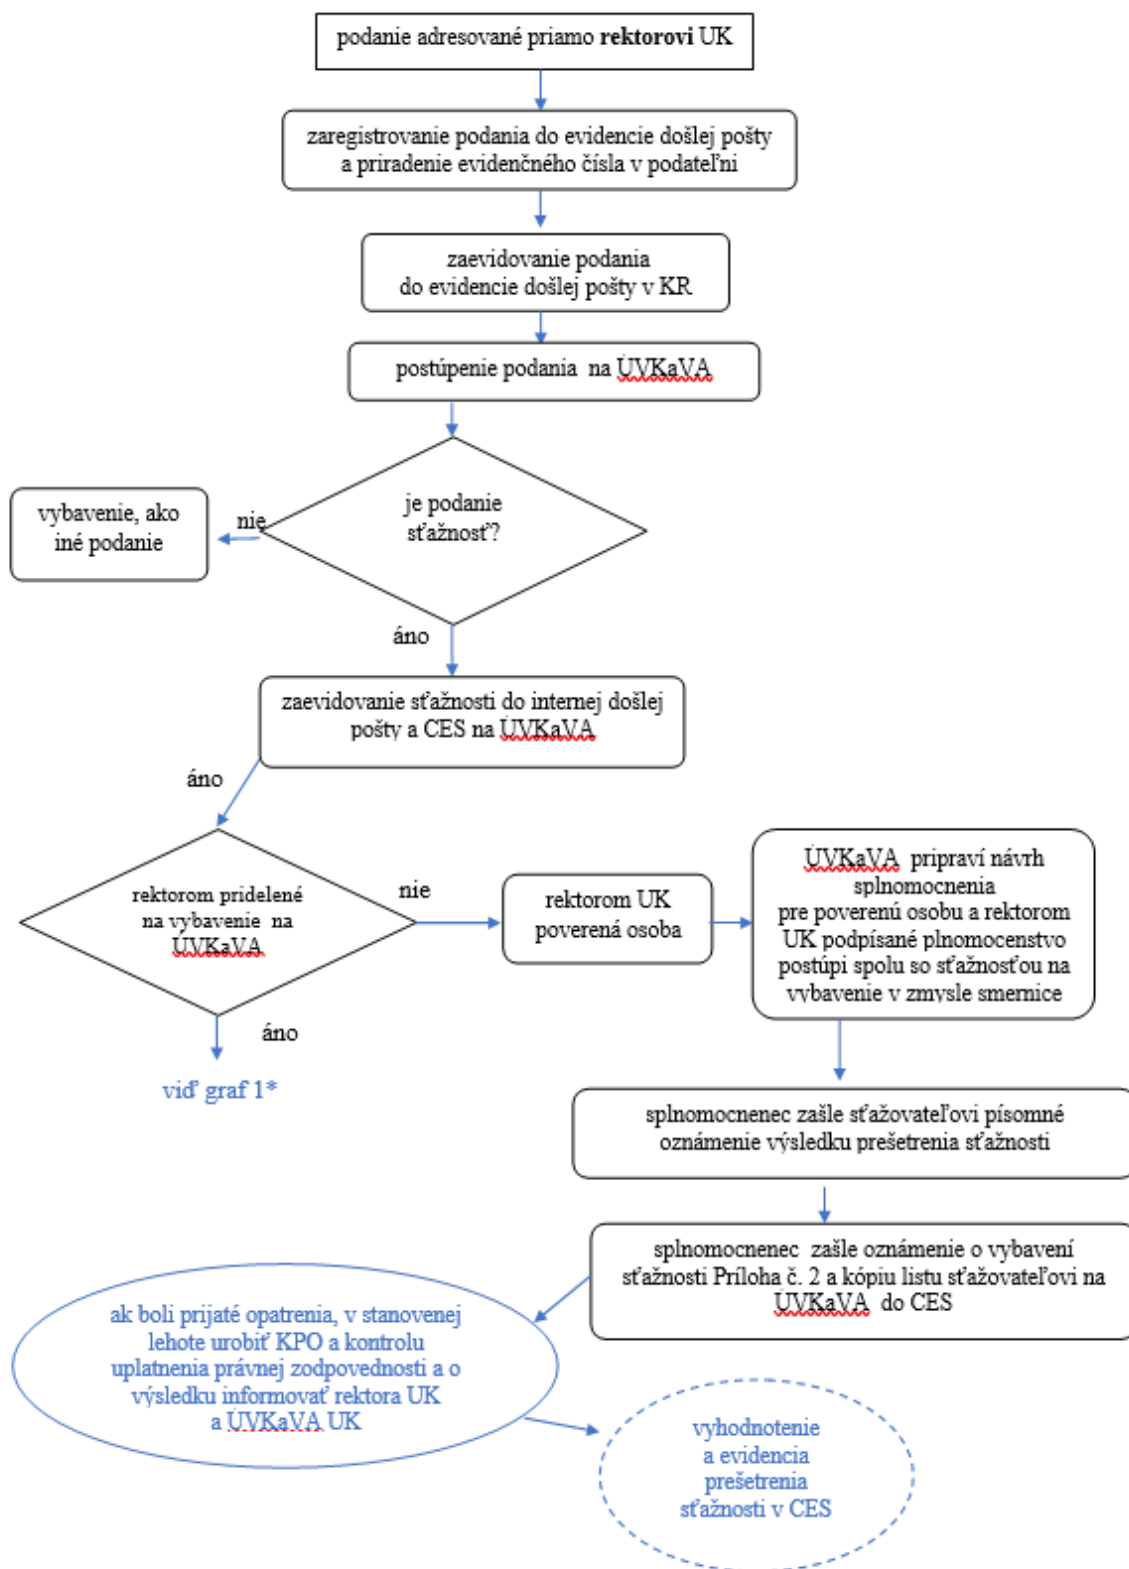 podanie adresované priamo rektorovi UK
zaregistrovanie podania do evidencie došlej pošty
a priradenie evidenčného čísla v podateľni
zaevidovanie podania
do evidencie došlej pošty v KR
postúpenie podania na ÚVKaVA
je podanie
sťažnosť?
nie
vybavenie, ako
iné podanie
áno
zaevidovanie sťažnosti do internej došlej
pošty a CES na ÚVKaVA
áno
rektorom pridelené
na vybavenie na
ÚVKaVA
nie
rektorom UK
poverená osoba
ÚVKaVA pripraví návrh
splnomocnenia
pre poverenú osobu a rektorom
UK podpísané plnomocenstvo
postúpi spolu so sťažnosťou na
vybavenie v zmysle smernice
áno
viď graf 1*
splnomocnenec zašle sťažovateľovi písomné
oznámenie výsledku prešetrenia sťažnosti
splnomocnenec zašle oznámenie o vybavení
sťažnosti Príloha č. 2 a kópiu listu sťažovateľovi na
ÚVKaVA do CES
ak boli prijaté opatrenia, v stanovenej
lehote urobiť KPO a kontrolu
uplatnenia právnej zodpovednosti a o
výsledku informovať rektora UK
a ÚVKaVA UK
vyhodnotenie
a evidencia
prešetrenia
sťažnosti v CES